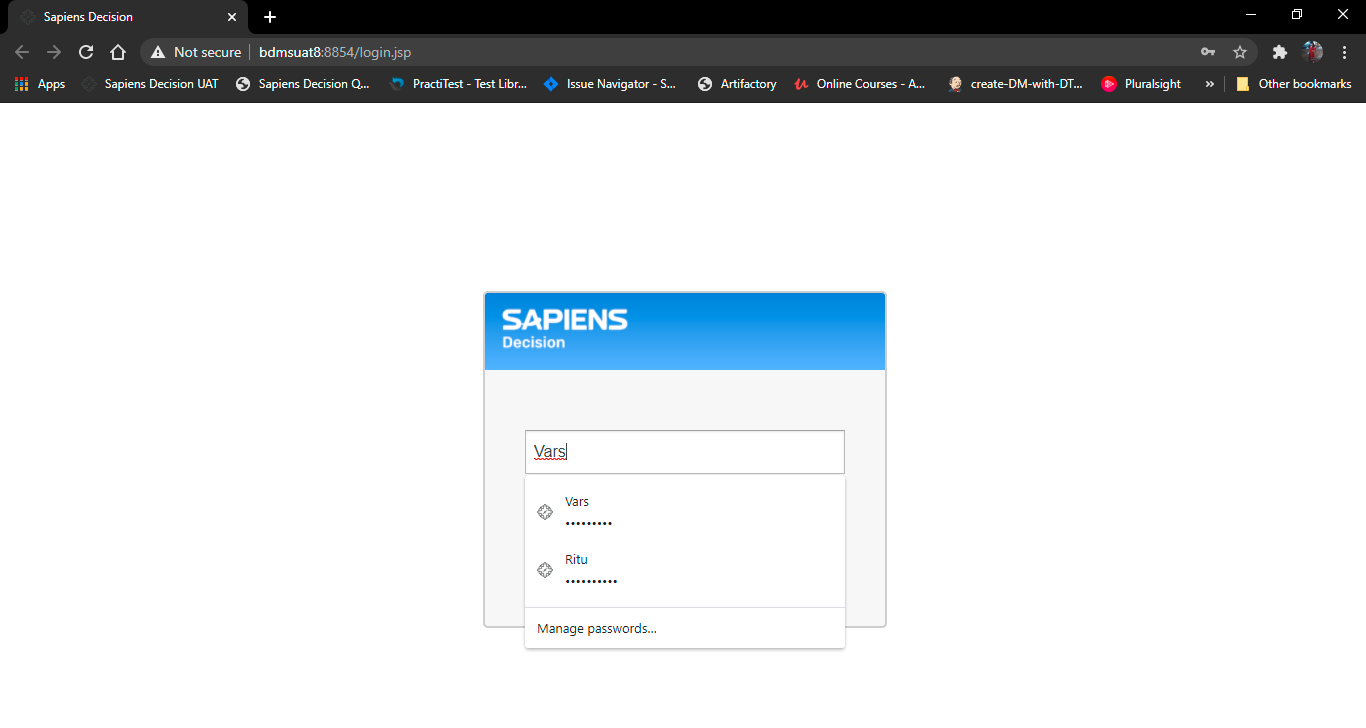 Sapiens Decision
Not secure bdmsuat8:8854/login.jsp
Apps Sapiens Decision UAT Sapiens Decision Q... PractiTest - Test Libr... Issue Navigator - S... Artifactory Online Courses - A... create-DM-with-DT... Pluralsight » Other bookmarks
SAPIENS
Decision
Vars
Vars
•••••••••
Ritu
••••••••••
Manage passwords...